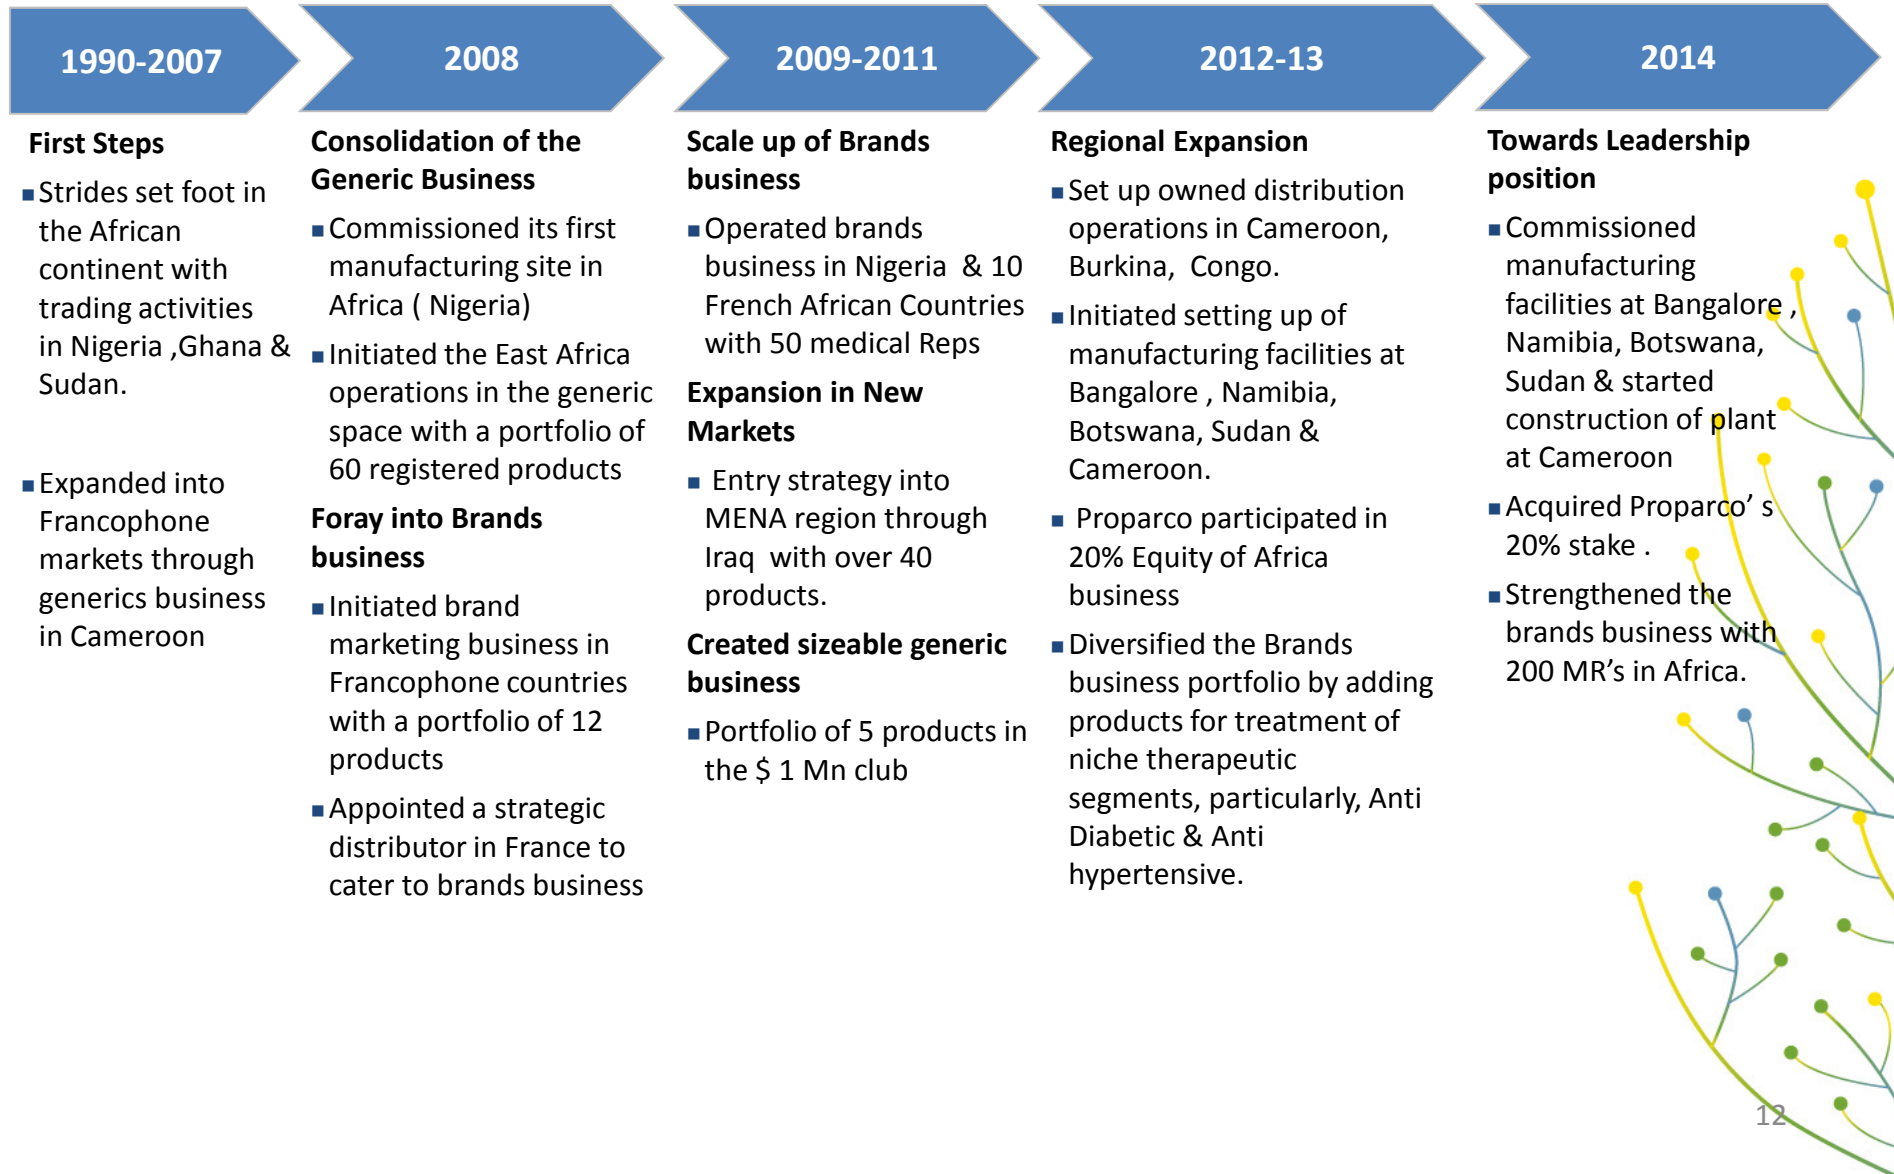 1990-2007
First Steps
Strides set foot in
the African
continent with
trading activities
in Nigeria ,Ghana &
Sudan.
Expanded into
Francophone
markets through
generics business
in Cameroon
2008
Consolidation of the
Generic Business
Commissioned its first
manufacturing site in
Africa ( Nigeria)
Initiated the East Africa
operations in the generic
space with a portfolio of
60 registered products
Foray into Brands
business
Initiated brand
marketing business in
Francophone countries
with a portfolio of 12
products
Appointed a strategic
distributor in France to
cater to brands business
2009-2011
Scale up of Brands
business
Operated brands
business in Nigeria & 10
French African Countries
with 50 medical Reps
Expansion in New
Markets
Entry strategy into
MENA region through
Iraq with over 40
products.
Created sizeable generic
business
Portfolio of 5 products in
the $ 1 Mn club
2012-13
Regional Expansion
Set up owned distribution
operations in Cameroon,
Burkina, Congo.
Initiated setting up of
manufacturing facilities at
Bangalore , Namibia,
Botswana, Sudan &
Cameroon.
Proparco participated in
20% Equity of Africa
business
Diversified the Brands
business portfolio by adding
products for treatment of
niche therapeutic
segments, particularly, Anti
Diabetic & Anti
hypertensive.
2014
Towards Leadership
position
Commissioned
manufacturing
facilities at Bangalore ,
Namibia, Botswana,
Sudan & started
construction of plant
at Cameroon
Acquired Proparco’ s
20% stake .
Strengthened the
brands business with
200 MR’s in Africa.
12